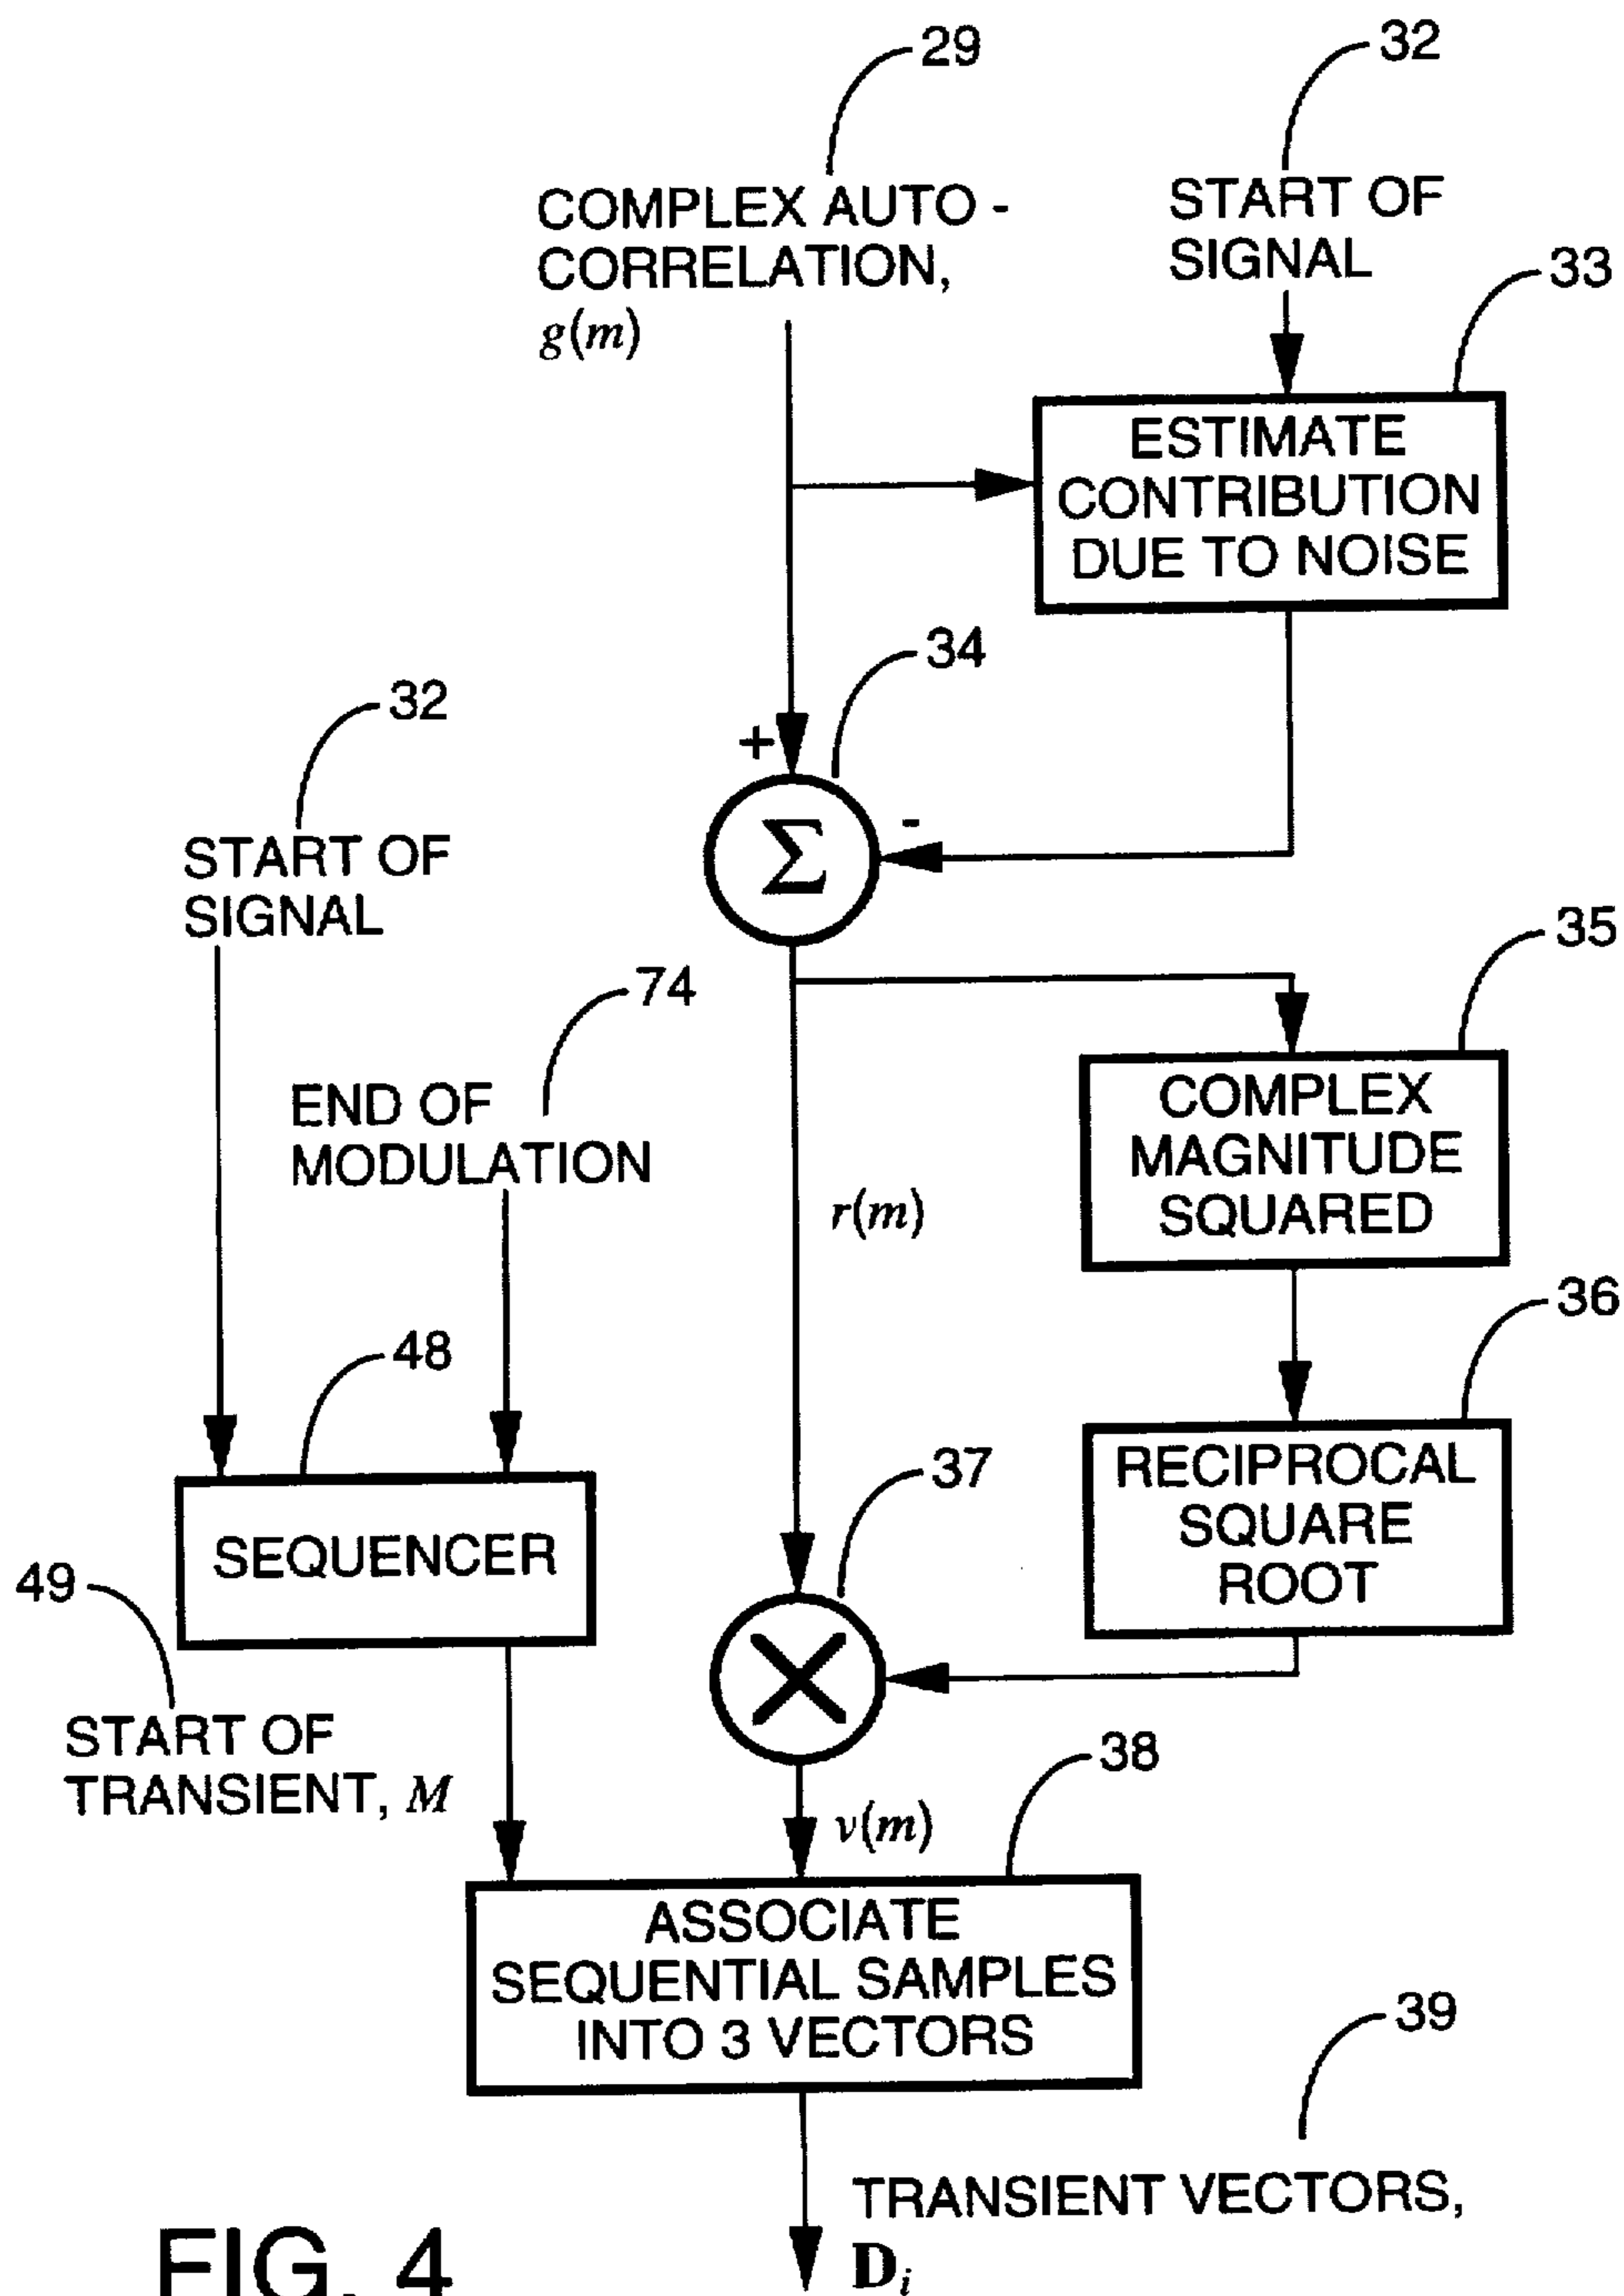 29
32
COMPLEX AUTO -
CORRELATION,
g(m)
START OF
SIGNAL
33
ESTIMATE
CONTRIBUTION
DUE TO NOISE
34
32
+
-
Σ
START OF
SIGNAL
35
74
END OF
MODULATION
COMPLEX
MAGNITUDE
SQUARED
r(m)
36
48
37
RECIPROCAL
SQUARE
ROOT
SEQUENCER
49
START OF
TRANSIENT, M
38
v(m)
ASSOCIATE
SEQUENTIAL SAMPLES
INTO 3 VECTORS
39
TRANSIENT VECTORS,
Di
FIG. 4